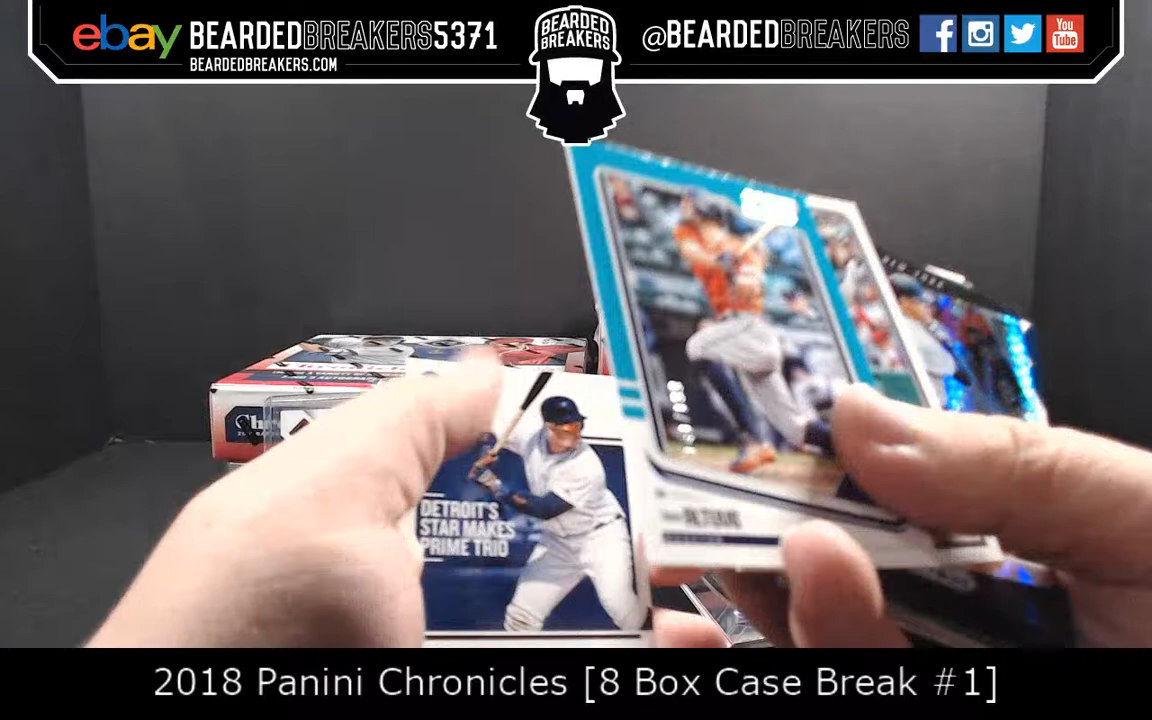 ebay BEARDEDBREAKERS5371
BEARDEDBREAKERS.COM
BEARDED
BREAKERS
@BEARDEDBREAKERS
You
Tube
DETROIT'S
STAR MAKES
PRIME TRIO
2018 Panini Chronicles [8 Box Case Break #1]